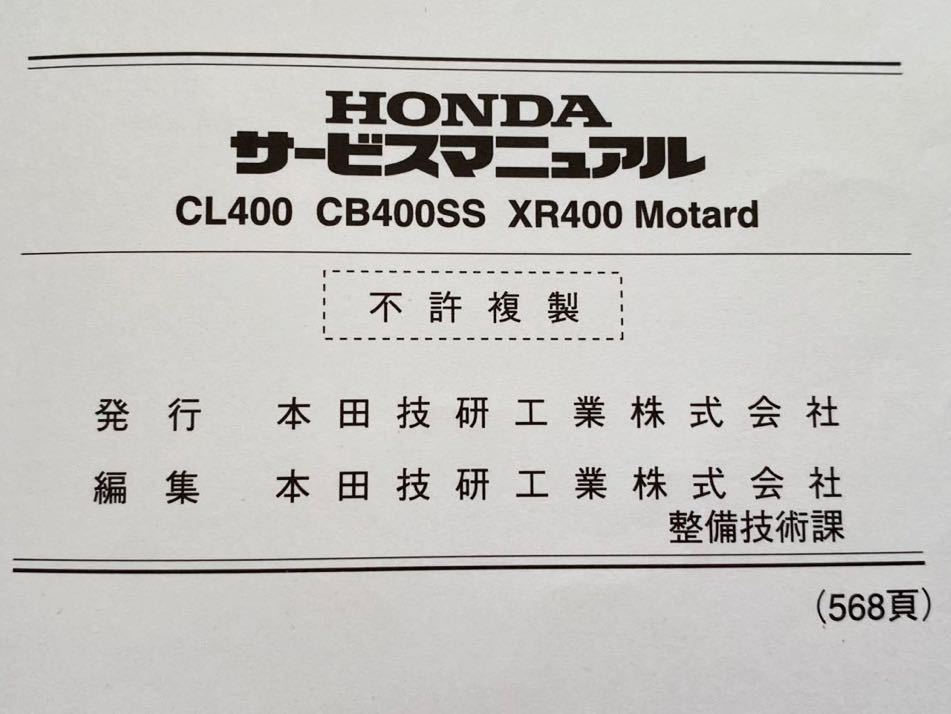 HONDA
サービスマニュアル
CL400 CB400SS XR400 Motard
不許複製
発行 本田技研工業株式会社
編集 本田技研工業株式会社
整備技術課
(568頁)